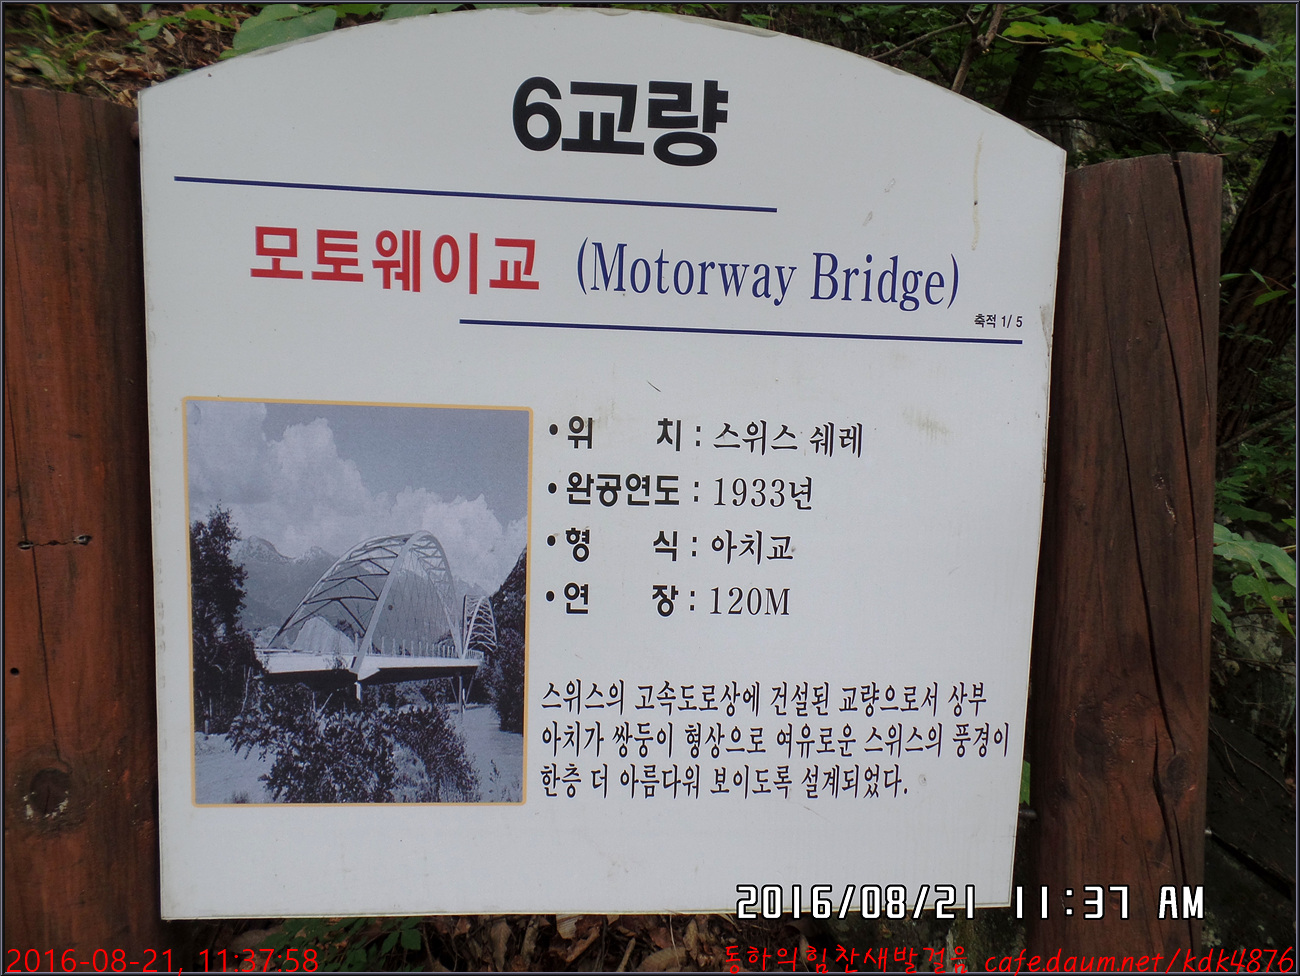 6교량
모토웨이교 (Motorway Bridge)
축적 1/5
•위 치 : 스위스 쉐레
•완공연도 : 1933년
•형 식 : 아치교
•연 장 : 120M
스위스의 고속도로상에 건설된 교량으로서 상부
아치가 쌍둥이 형상으로 여유로운 스위스의 풍경이
한층 더 아름다워 보이도록 설계되었다.
2016/08/21 11:37 AM
2016-08-21, 11:37:58
동하의힘찬새발걸음 cafedaum.net/kdk4876